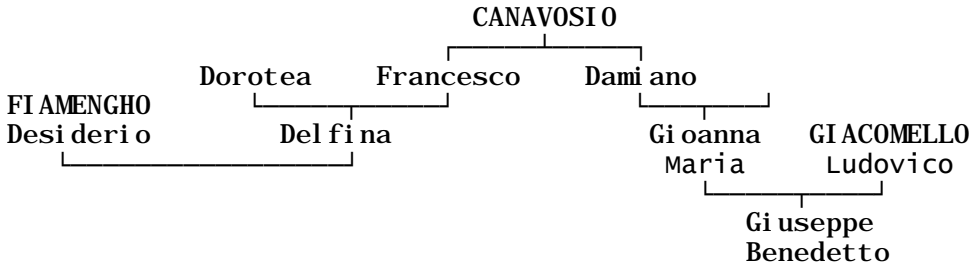 CANAVOSIO
Dorotea Francesco Damiano
FIAMENGHO
Desiderio Delfina Gioanna GIACOMELLO
Maria Ludovico
Giuseppe
Benedetto